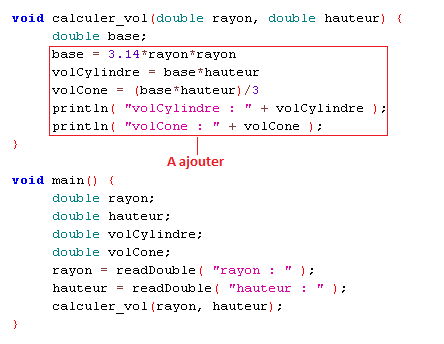 void calculer_vol(double rayon, double hauteur) {
double base;
base = 3.14*rayon*rayon
volCylindre = base*hauteur
volCone = (base*hauteur)/3
println( "volCylindre : " + volCylindre );
println( "volCone : " + volCone );
}
A ajouter
void main() {
double rayon;
double hauteur;
double volCylindre;
double volCone;
rayon = readDouble( "rayon : " );
hauteur = readDouble( "hauteur : " );
calculer_vol(rayon, hauteur);
}